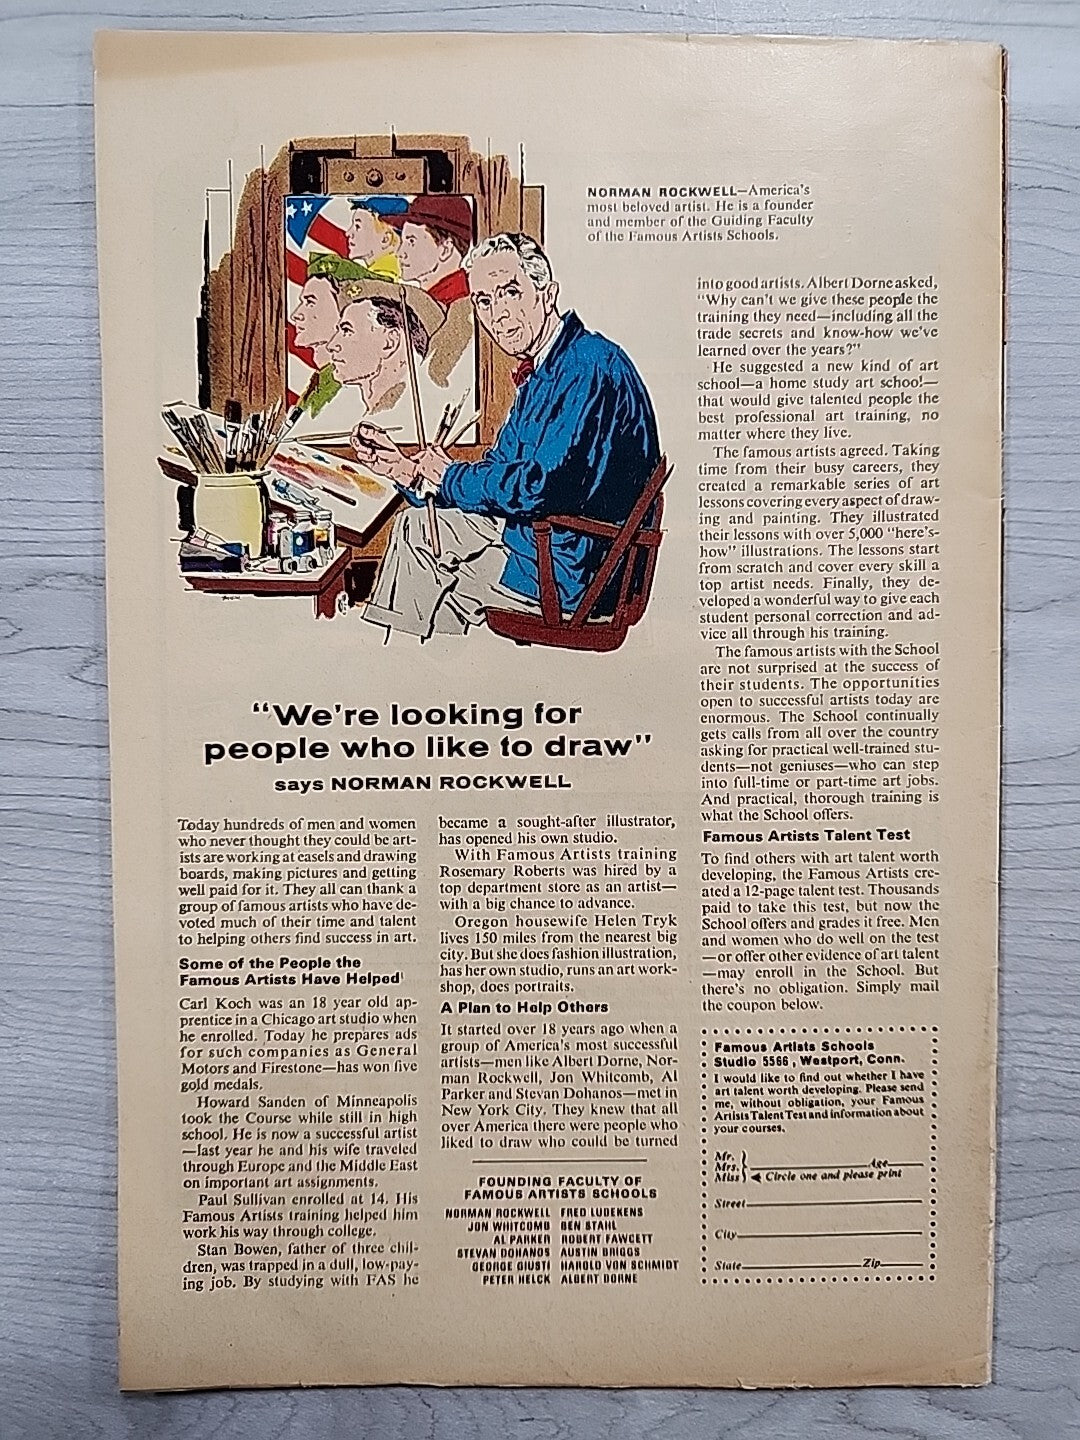 NORMAN ROCKWELL—America's
most beloved artist. He is a founder
and member of the Guiding Faculty
of the Famous Artists Schools.
"We're looking for
people who like to draw"
says NORMAN ROCKWELL
Today hundreds of men and women
who never thought they could be art-
ists are working at easels and drawing
boards, making pictures and getting
well paid for it. They all can thank a
group of famous artists who have de-
voted much of their time and talent
to helping others find success in art.
Some of the People the
Famous Artists Have Helped
Carl Koch was an 18 year old ap-
prentice in a Chicago art studio when
he enrolled. Today he prepares ads
for such companies as General
Motors and Firestone—has won five
gold medals.
Howard Sanden of Minneapolis
took the Course while still in high
school. He is now a successful artist
—last year he and his wife traveled
through Europe and the Middle East
on important art assignments.
Paul Sullivan enrolled at 14. His
Famous Artists training helped him
work his way through college.
Stan Bowen, father of three chil-
dren, was trapped in a dull, low-pay-
ing job. By studying with FAS he
became a sought-after illustrator,
has opened his own studio.
With Famous Artists training
Rosemary Roberts was hired by a
top department store as an artist—
with a big chance to advance.
Oregon housewife Helen Tryk
lives 150 miles from the nearest big
city. But she does fashion illustration,
has her own studio, runs an art work-
shop, does portraits.
A Plan to Help Others
It started over 18 years ago when a
group of America's most successful
artists—men like Albert Dorne, Nor-
man Rockwell, Jon Whitcomb, Al
Parker and Stevan Dohanos—met in
New York City. They knew that all
over America there were people who
liked to draw who could be turned
FOUNDING FACULTY OF
FAMOUS ARTISTS SCHOOLS
NORMAN ROCKWELL FRED LUDEKENS
JON WHITCOMB BEN STAHL
AL PARKER ROBERT FAWCETT
STEVAN DOHANOS AUSTIN BRIGGS
GEORGE GIUSTI HAROLD VON SCHMIDT
PETER HELCK ALBERT DORNE
into good artists. Albert Dorne asked,
"Why can't we give these people the
training they need—including all the
trade secrets and know-how we've
learned over the years?"
He suggested a new kind of art
school—a home study art school—
that would give talented people the
best professional art training, no
matter where they live.
The famous artists agreed. Taking
time from their busy careers, they
created a remarkable series of art
lessons covering every aspect of draw-
ing and painting. They illustrated
their lessons with over 5,000 "here's-
how" illustrations. The lessons start
from scratch and cover every skill a
top artist needs. Finally, they de-
veloped a wonderful way to give each
student personal correction and ad-
vice all through his training.
The famous artists with the School
are not surprised at the success of
their students. The opportunities
open to successful artists today are
enormous. The School continually
gets calls from all over the country
asking for practical well-trained stu-
dents—not geniuses—who can step
into full-time or part-time art jobs.
And practical, thorough training is
what the School offers.
Famous Artists Talent Test
To find others with art talent worth
developing, the Famous Artists cre-
ated a 12-page talent test. Thousands
paid to take this test, but now the
School offers and grades it free. Men
and women who do well on the test
—or offer other evidence of art talent
—may enroll in the School. But
there's no obligation. Simply mail
the coupon below.
Famous Artists Schools
Studio 5566, Westport, Conn.
I would like to find out whether I have
art talent worth developing. Please send
me, without obligation, your Famous
Artists Talent Test and information about
your courses.
Mr.
Mrs. Age
Miss Circle one and please print
Street
City
State Zip